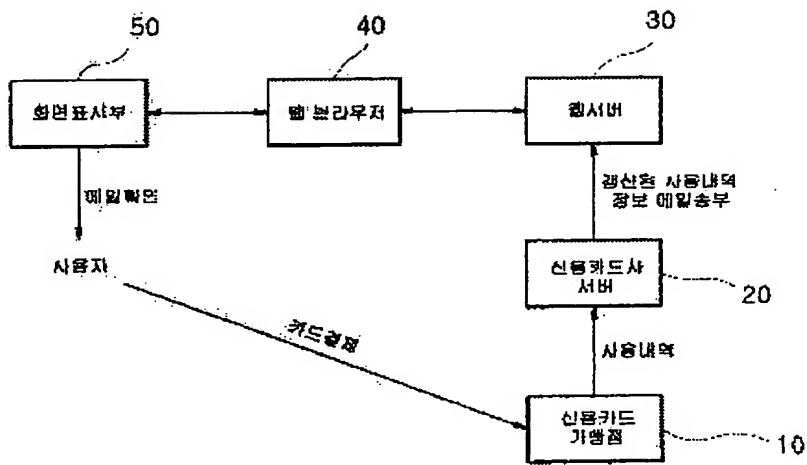 50
40
30
화면표시부
웹 브라우저
웹서버
메일확인
갱신된 사용내역
정보 메일송부
사용자
신용카드사
서버
20
카드결제
사용내역
신용카드
가맹점
10